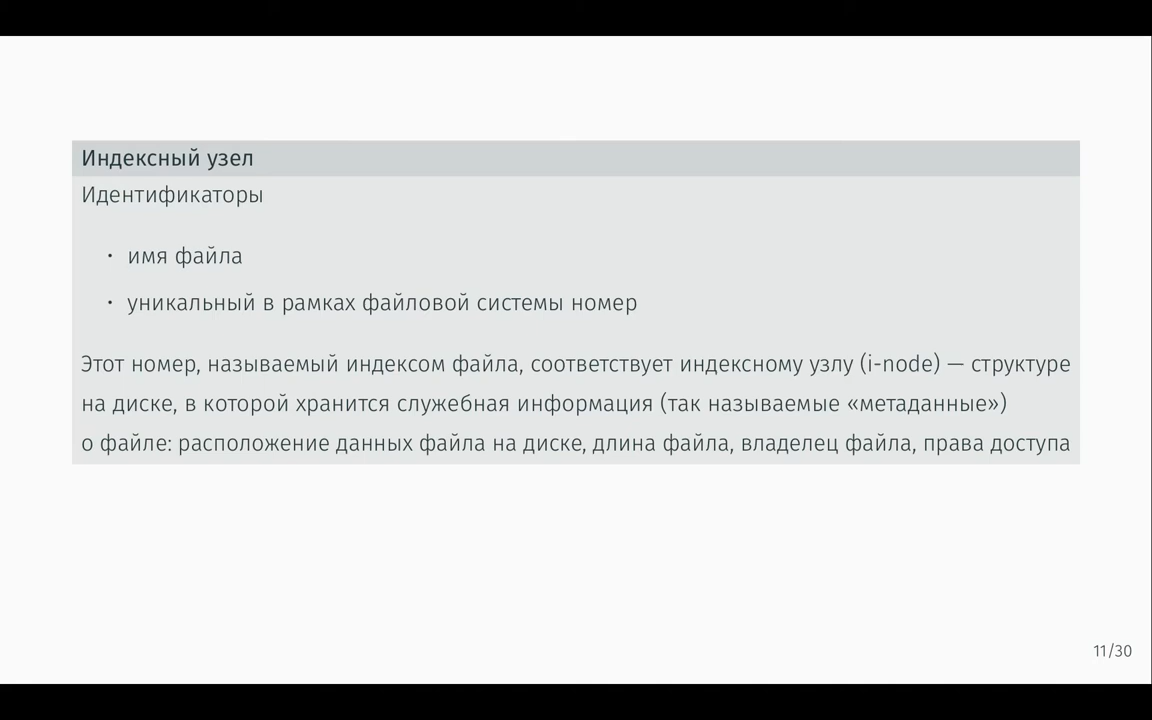 Индексный узел
Идентификаторы
• имя файла
• уникальный в рамках файловой системы номер
Этот номер, называемый индексом файла, соответствует индексному узлу (i-node) — структуре
на диске, в которой хранится служебная информация (так называемые «метаданные»)
о файле: расположение данных файла на диске, длина файла, владелец файла, права доступа
11/30